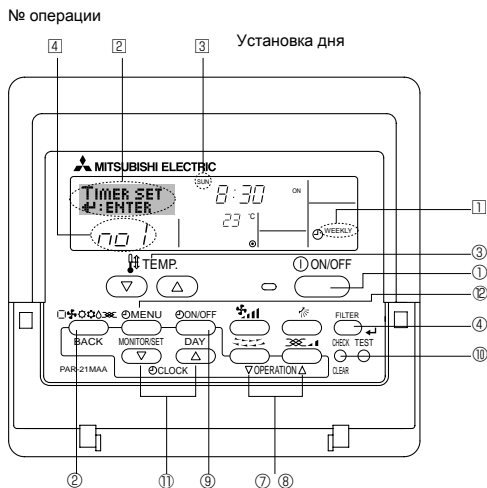 № операции
4 2 3 Установка дня
MITSUBISHI ELECTRIC
TIMER SET SUN 8:30 ON
↵:ENTER
23 °C
WEEKLY 1
no 1
TEMP. ON/OFF ③
▽ △ ①
⑫
MENU ON/OFF FILTER ④
BACK MONITOR/SET DAY CHECK TEST ⑩
▽ △
PAR-21MAA CLOCK ▽OPERATION△ CLEAR
② ⑪ ⑨ ⑦ ⑧